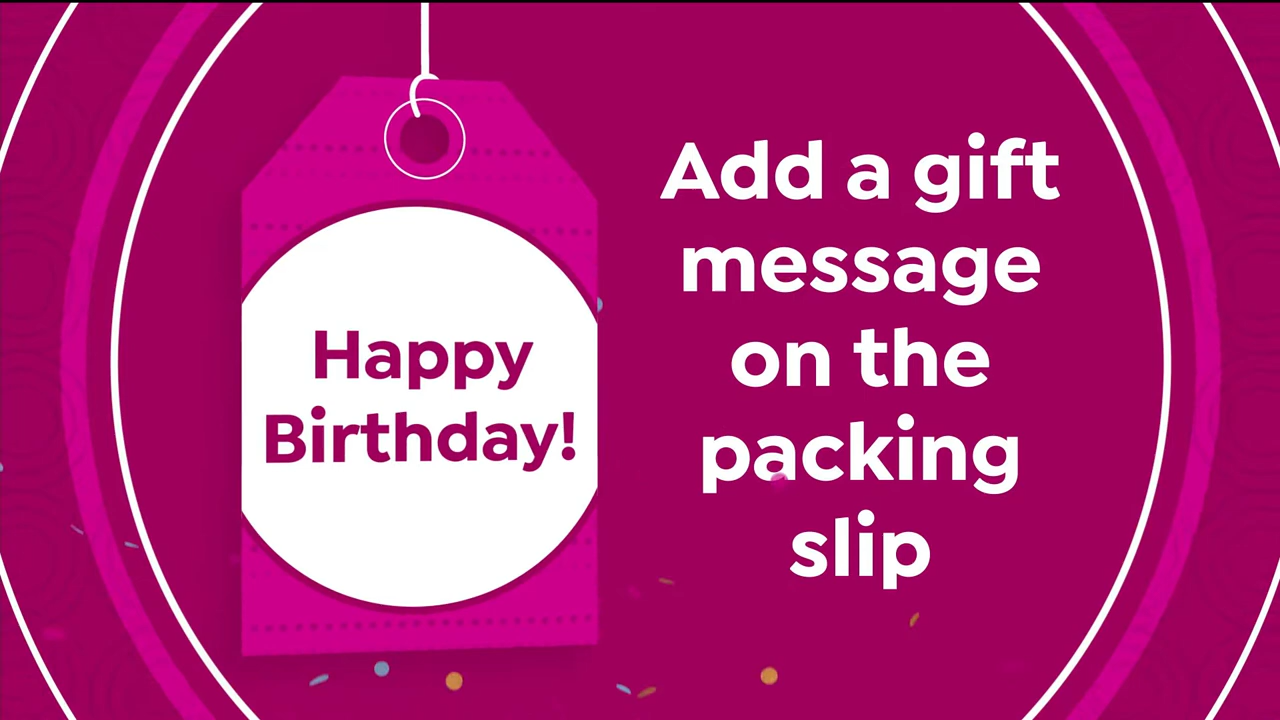 Happy
Birthday!
Add a gift
message
on the
packing
slip